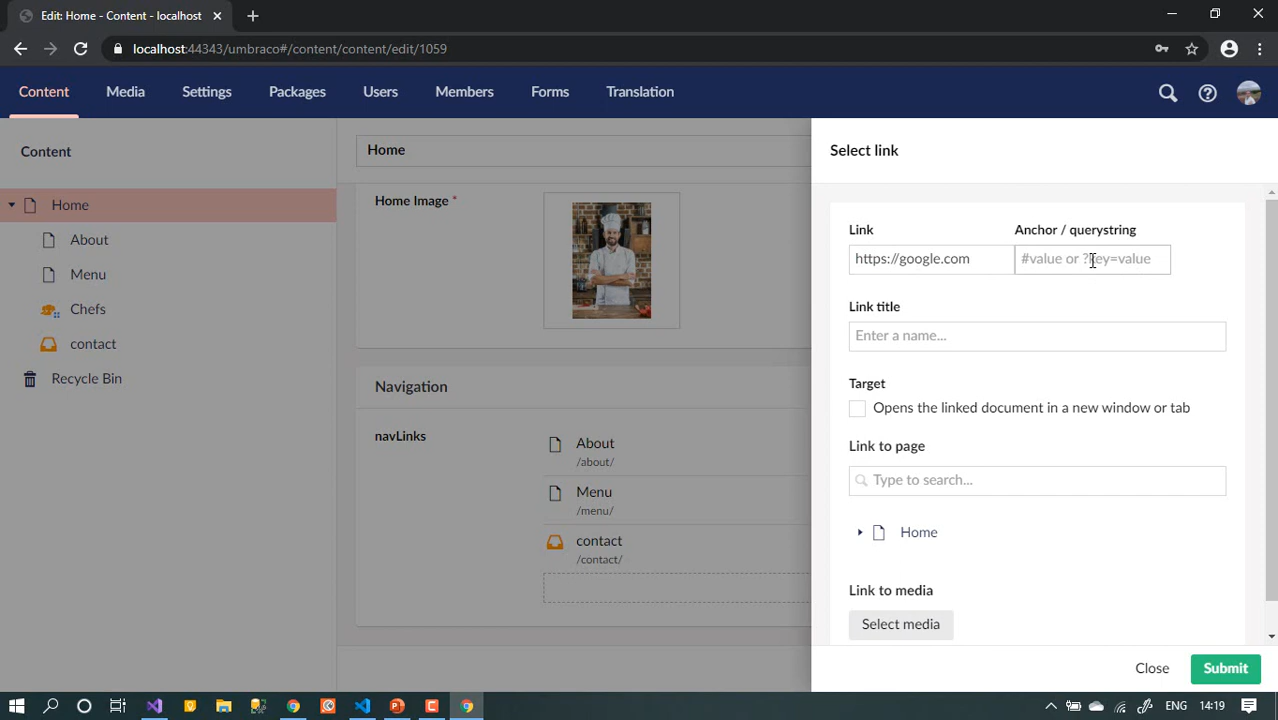 Edit: Home - Content - localhost
localhost:44343/umbraco#/content/content/edit/1059
Content
Media
Settings
Packages
Users
Members
Forms
Translation
Content
Home
About
Menu
Chefs
contact
Recycle Bin
Home
Home Image *
Navigation
navLinks
About
/about/
Menu
/menu/
contact
/contact/
Select link
Link
Anchor / querystring
https://google.com
#value or ?key=value
Link title
Enter a name...
Target
Opens the linked document in a new window or tab
Link to page
Type to search...
Home
Link to media
Select media
Close
Submit
ENG
14:19